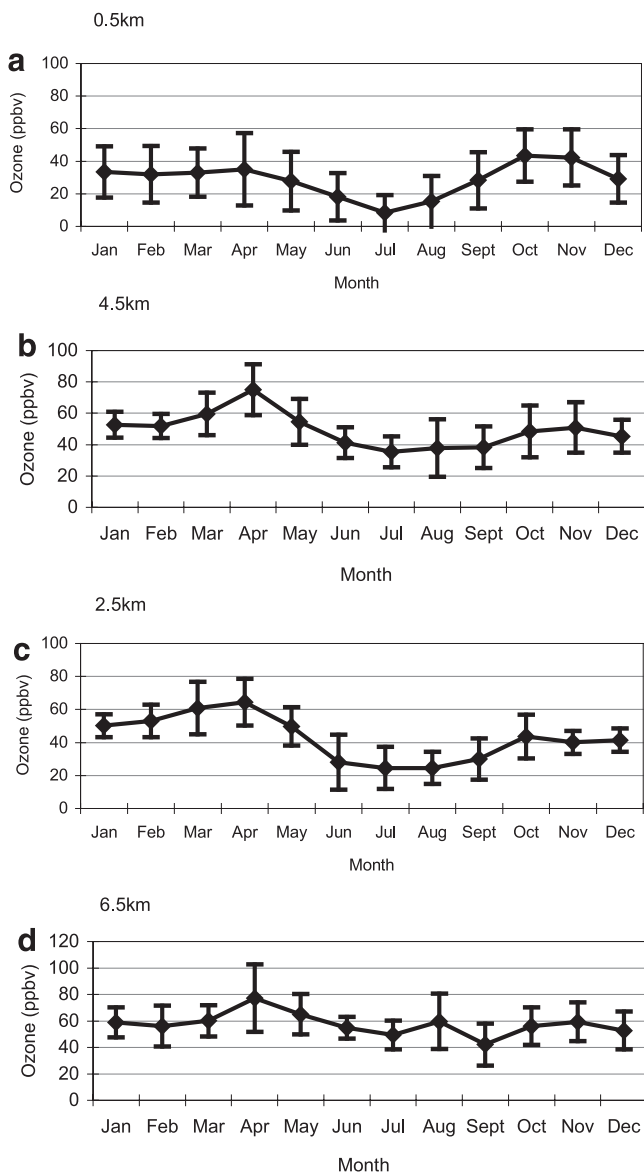 0.5km
a
Ozone (ppbv)
100
80
60
40
20
0
Jan Feb Mar Apr May Jun Jul Aug Sept Oct Nov Dec
Month
4.5km
b
Ozone (ppbv)
100
80
60
40
20
0
Jan Feb Mar Apr May Jun Jul Aug Sept Oct Nov Dec
Month
2.5km
c
Ozone (ppbv)
100
80
60
40
20
0
Jan Feb Mar Apr May Jun Jul Aug Sept Oct Nov Dec
Month
6.5km
d
Ozone (ppbv)
120
100
80
60
40
20
0
Jan Feb Mar Apr May Jun Jul Aug Sept Oct Nov Dec
Month